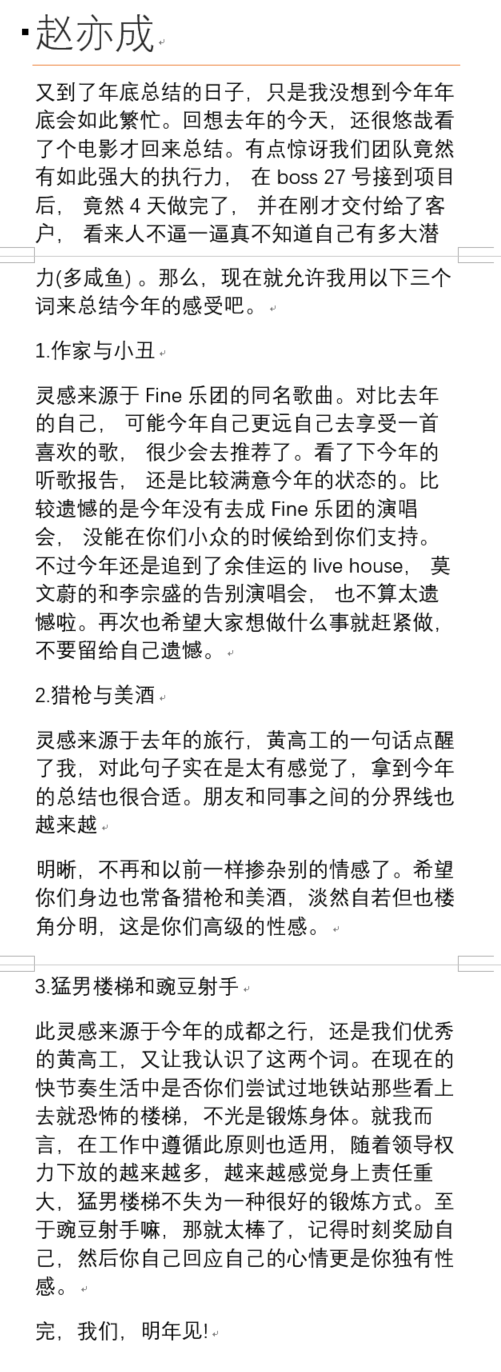 赵亦成
又到了年底总结的日子，只是我没想到今年年
底会如此繁忙。回想去年的今天，还很悠哉看
了个电影才回来总结。有点惊讶我们团队竟然
有如此强大的执行力， 在 boss 27 号接到项目
后， 竟然 4 天做完了， 并在刚才交付给了客
户， 看来人不逼一逼真不知道自己有多大潜
力(多咸鱼) 。那么，现在就允许我用以下三个
词来总结今年的感受吧。
1.作家与小丑
灵感来源于 Fine 乐团的同名歌曲。对比去年
的自己， 可能今年自己更远自己去享受一首
喜欢的歌， 很少会去推荐了。看了下今年的
听歌报告， 还是比较满意今年的状态的。比
较遗憾的是今年没有去成 Fine 乐团的演唱
会， 没能在你们小众的时候给到你们支持。
不过今年还是追到了余佳运的 live house， 莫
文蔚的和李宗盛的告别演唱会， 也不算太遗
憾啦。再次也希望大家想做什么事就赶紧做，
不要留给自己遗憾。
2.猎枪与美酒
灵感来源于去年的旅行，黄高工的一句话点醒
了我，对此句子实在是太有感觉了，拿到今年
的总结也很合适。朋友和同事之间的分界线也
越来越
明晰，不再和以前一样掺杂别的情感了。希望
你们身边也常备猎枪和美酒，淡然自若但也楼
角分明，这是你们高级的性感。
3.猛男楼梯和豌豆射手
此灵感来源于今年的成都之行，还是我们优秀
的黄高工，又让我认识了这两个词。在现在的
快节奏生活中是否你们尝试过地铁站那些看上
去就恐怖的楼梯，不光是锻炼身体。就我而
言，在工作中遵循此原则也适用，随着领导权
力下放的越来越多，越来越感觉身上责任重
大，猛男楼梯不失为一种很好的锻炼方式。至
于豌豆射手嘛，那就太棒了，记得时刻奖励自
己，然后你自己回应自己的心情更是你独有性
感。
完，我们，明年见!